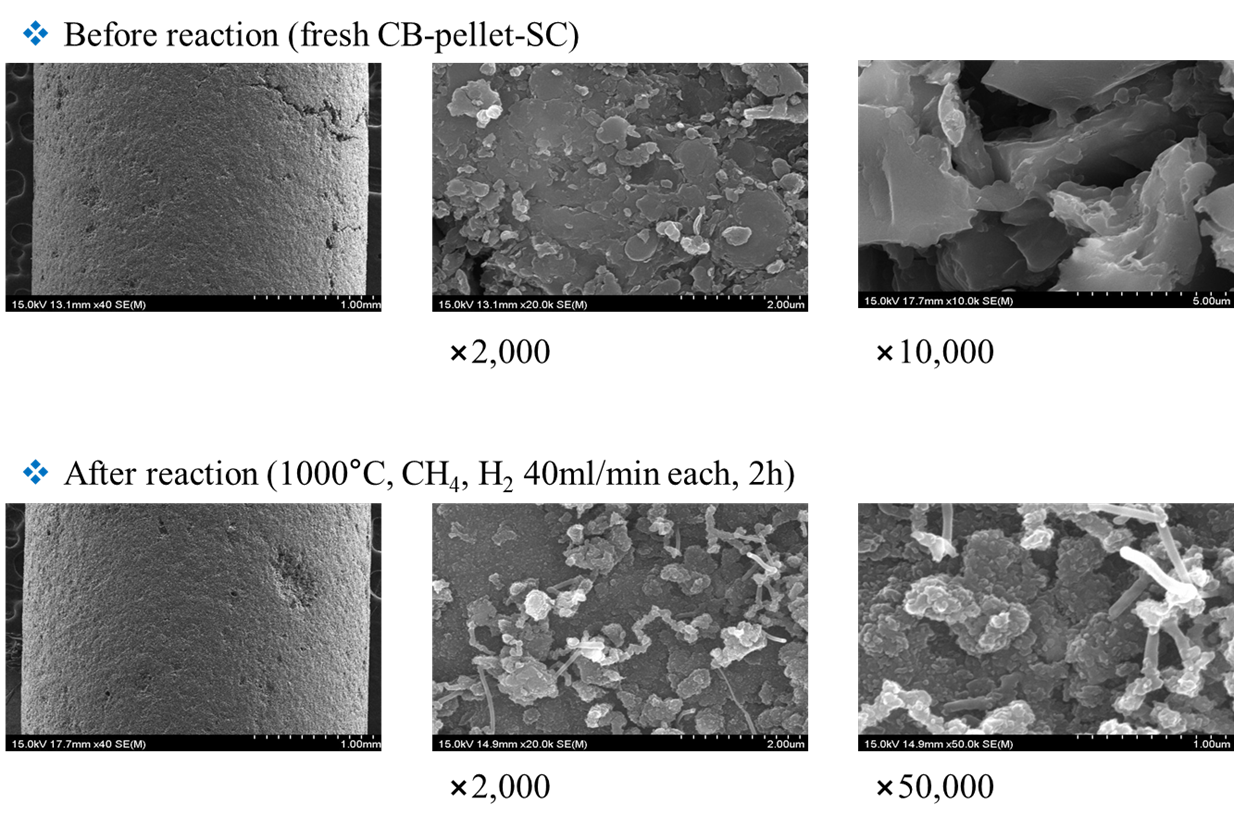 Before reaction (fresh CB-pellet-SC)
15.0kV 13.1mm x40 SE(M) 1.00mm
15.0kV 13.1mm x20.0k SE(M) 2.00um
15.0kV 17.7mm x10.0k SE(M) 5.00um
×2,000
×10,000
After reaction (1000°C, CH₄, H₂ 40ml/min each, 2h)
15.0kV 17.7mm x40 SE(M) 1.00mm
15.0kV 14.9mm x20.0k SE(M) 2.00um
15.0kV 14.9mm x50.0k SE(M) 1.00um
×2,000
×50,000